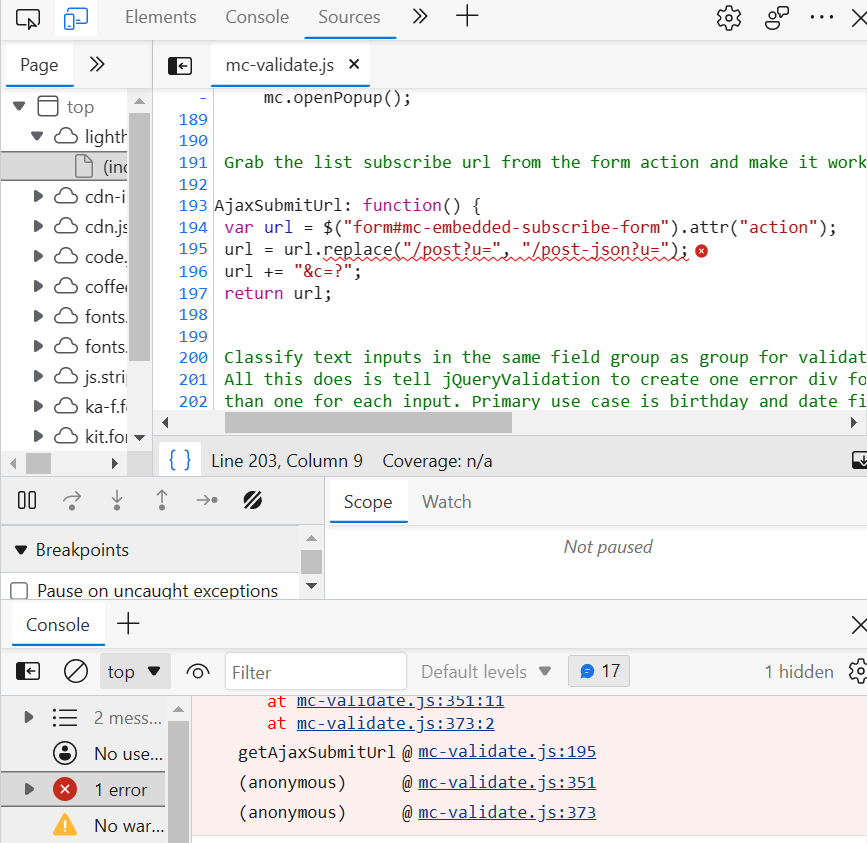 Elements Console Sources
Page
mc-validate.js
top
lighth
(inc
cdn-i
cdn.js
code.
coffee
fonts.
fonts.
js.strip
ka-f.fo
kit.for
- mc.openPopup();
189
190
191 Grab the list subscribe url from the form action and make it work
192
193 AjaxSubmitUrl: function() {
194 var url = $("form#mc-embedded-subscribe-form").attr("action");
195 url = url.replace("/post?u=", "/post-json?u=");
196 url += "&c=?";
197 return url;
198
199
200 Classify text inputs in the same field group as group for validat
201 All this does is tell jQueryValidation to create one error div fo
202 than one for each input. Primary use case is birthday and date fi
{ } Line 203, Column 9 Coverage: n/a
Scope Watch
Breakpoints
Not paused
Pause on uncaught exceptions
Console
top
Filter
Default levels
17
1 hidden
2 mess...
No use...
1 error
No war...
at mc-validate.js:351:11
at mc-validate.js:373:2
getAjaxSubmitUrl @ mc-validate.js:195
(anonymous) @ mc-validate.js:351
(anonymous) @ mc-validate.js:373